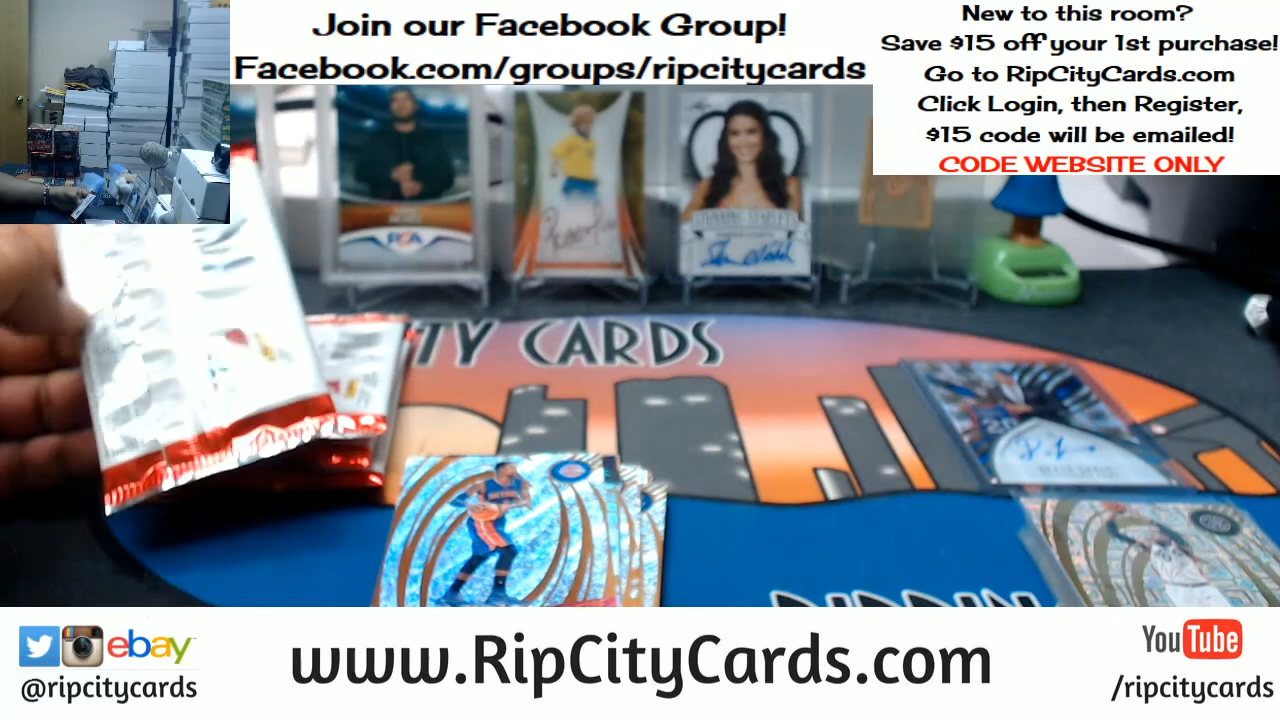 Join our Facebook Group!
Facebook.com/groups/ripcitycards
New to this room?
Save $15 off your 1st purchase!
Go to RipCityCards.com
Click Login, then Register,
$15 code will be emailed!
CODE WEBSITE ONLY
TY CARDS
ebay
@ripcitycards
www.RipCityCards.com
YouTube
/ripcitycards